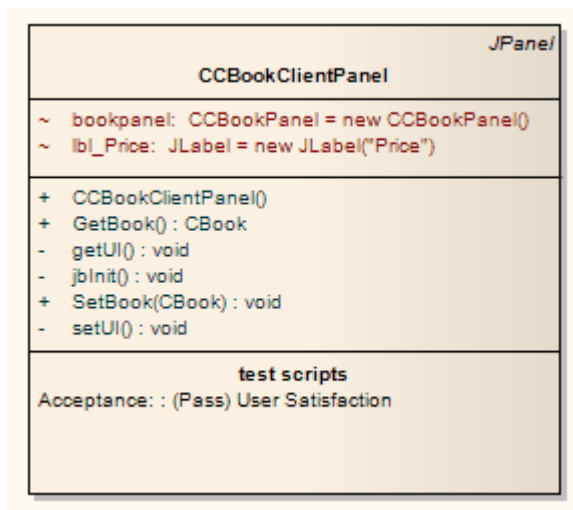 JPanel
CCBookClientPanel
~ bookpanel: CCBookPanel = new CCBookPanel()
~ lbl_Price: JLabel = new JLabel("Price")
+ CCBookClientPanel()
+ GetBook() : CBook
- getUI() : void
- jbInit() : void
+ SetBook(CBook) : void
- setUI() : void
test scripts
Acceptance: : (Pass) User Satisfaction